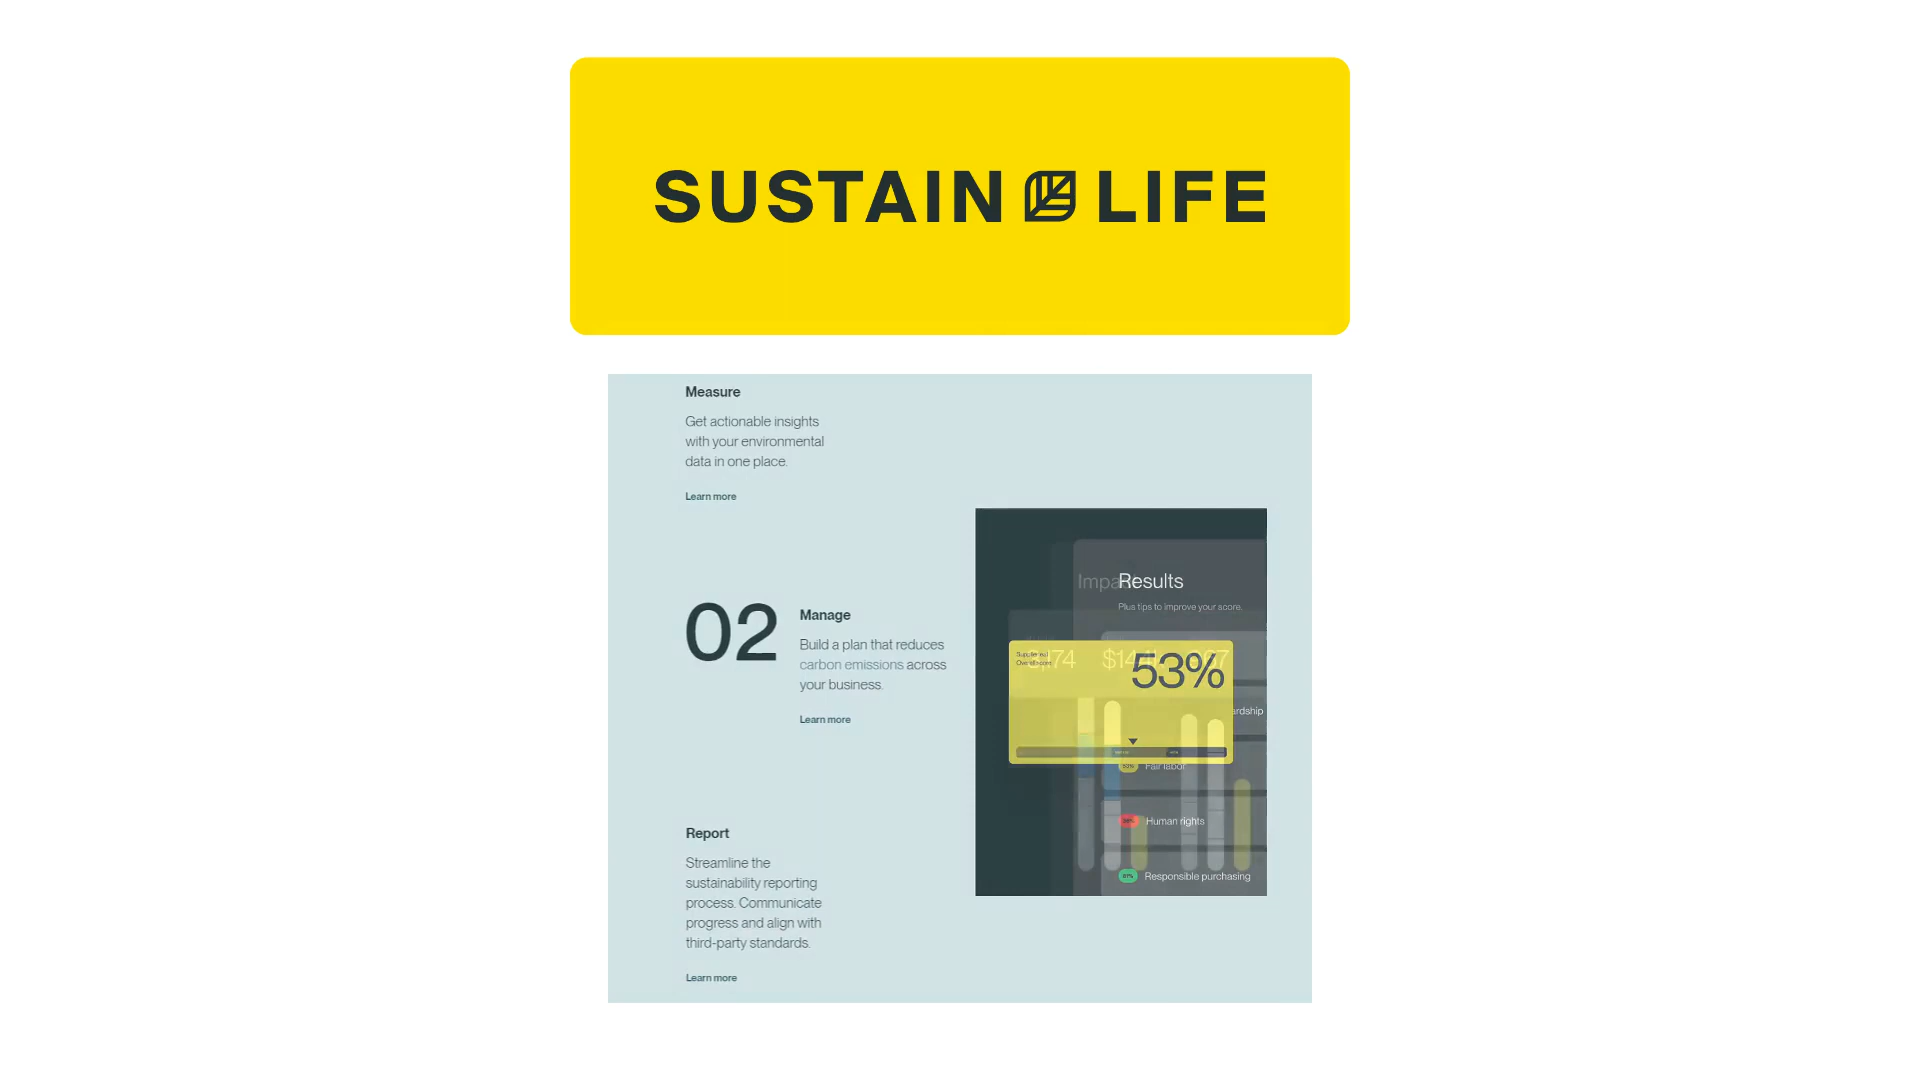 SUSTAIN LIFE
Measure
Get actionable insights
with your environmental
data in one place.
Learn more
02
Manage
Build a plan that reduces
carbon emissions across
your business.
Learn more
Report
Streamline the
sustainability reporting
process. Communicate
progress and align with
third-party standards.
Learn more
Results
Plus tips to improve your score.
53%
Fair labor
Human rights
Responsible purchasing